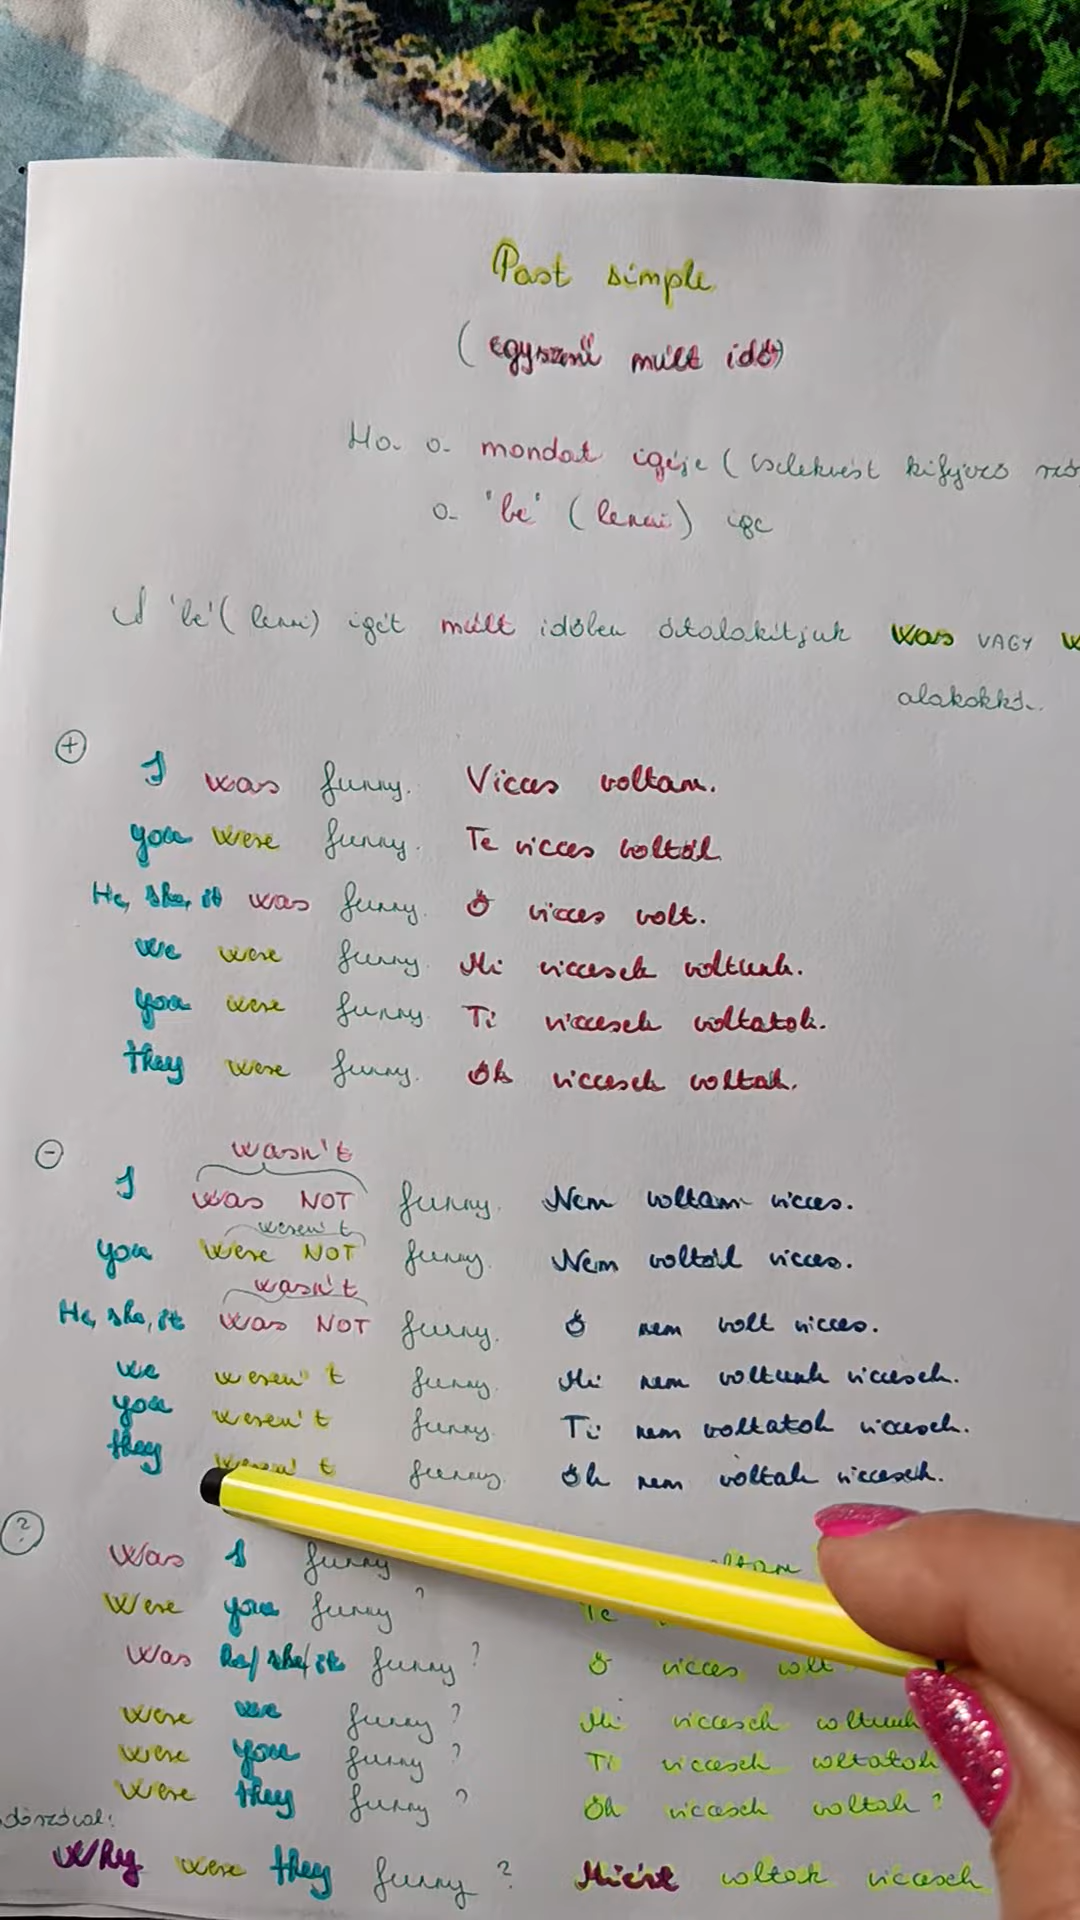 Past simple
(egyszerű múlt idő)
Ha a mondat igéje (cselekvést kifejező
a 'be' (lenni) ige
A 'be' (lenni) igét múlt időben átalakítjuk was VAGY
alakokká.
+
I was funny. Vicces voltam.
you were funny. Te vicces voltál.
He, she, it was funny. Ő vicces volt.
we were funny. Mi viccesek voltunk.
you were funny. Ti viccesek voltatok.
they were funny. Ők viccesek voltak.
-
wasn't
I was NOT funny. Nem voltam vicces.
weren't
you were NOT funny. Nem voltál vicces.
wasn't
He, she, it was NOT funny. Ő nem volt vicces.
we weren't funny. Mi nem voltunk viccesek.
you weren't funny. Ti nem voltatok viccesek.
they weren't funny. Ők nem voltak viccesek.
?
Was I funny
Were you funny? Te
Was he/she/it funny? Ő vicces volt
were we funny? Mi viccesek voltunk
were you funny? Ti viccesek voltatok
were they funny? Ők viccesek voltak?
Why were they funny? Miért voltak viccesek